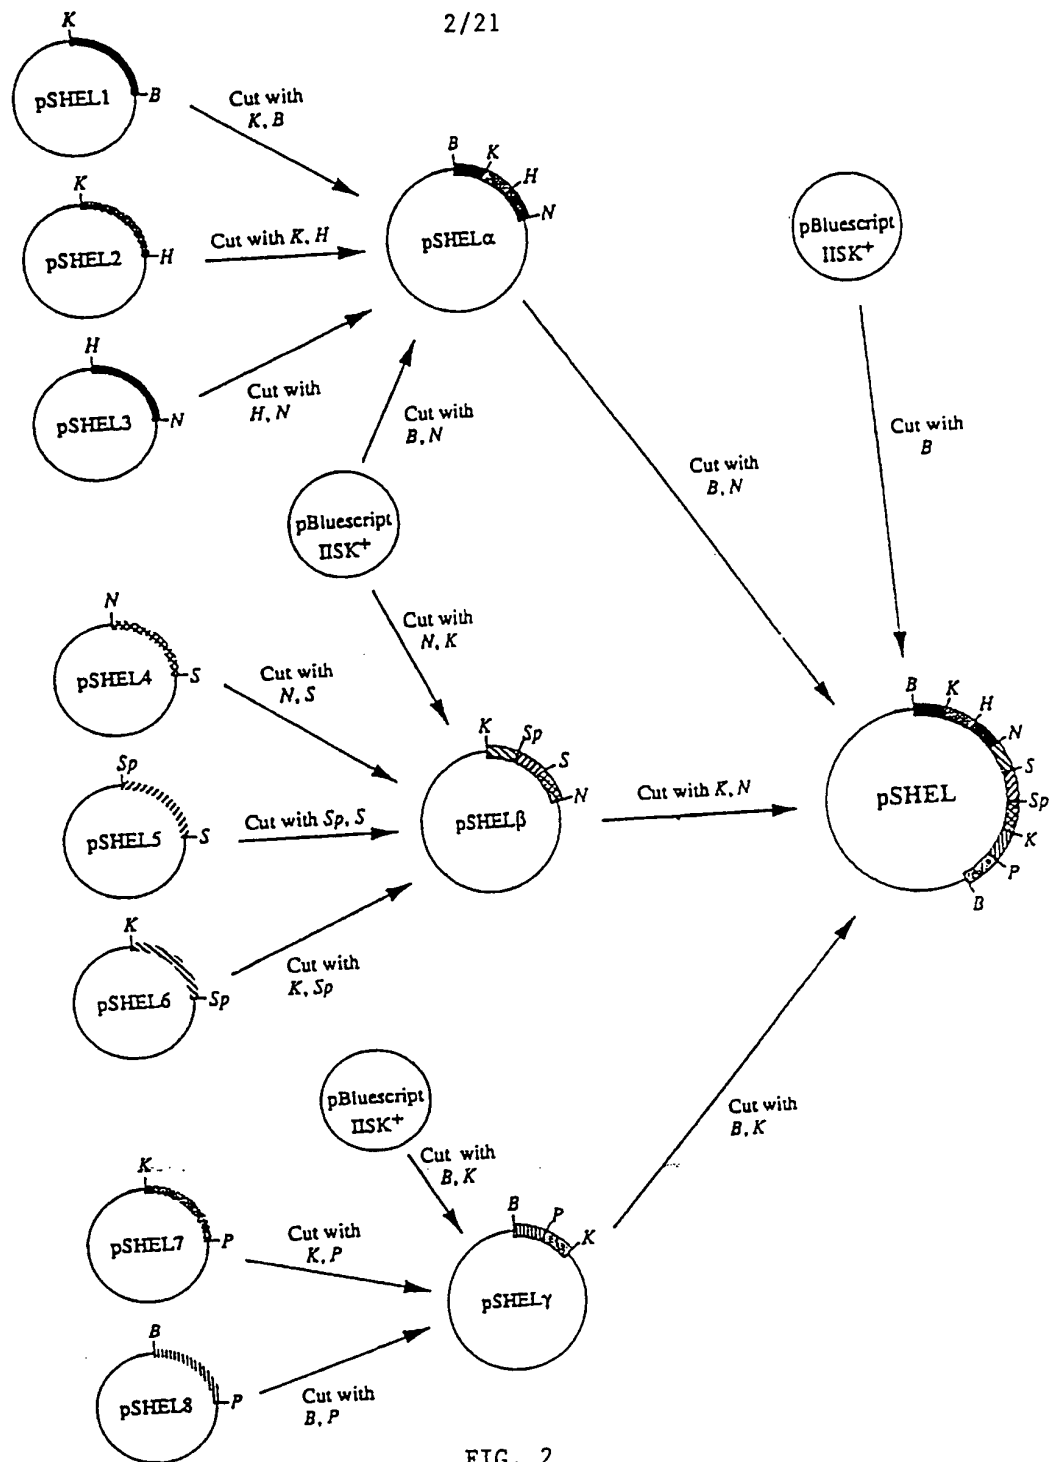 2/21
K
pSHEL1
B
Cut with
K, B
K
pSHEL2
H
Cut with K, H
H
pSHEL3
N
Cut with
H, N
B
K
H
N
pSHELα
pBluescript
IISK+
Cut with
B, N
Cut with
N, K
pBluescript
IISK+
Cut with
B
Cut with
B, N
N
pSHEL4
S
Cut with
N, S
Sp
pSHEL5
S
Cut with Sp, S
K
pSHEL6
Sp
Cut with
K, Sp
K
Sp
S
N
pSHELβ
Cut with K, N
B
K
H
N
S
Sp
K
P
B
pSHEL
pBluescript
IISK+
Cut with
B, K
K
pSHEL7
P
Cut with
K, P
B
pSHEL8
P
Cut with
B, P
B
P
K
pSHELγ
Cut with
B, K
FIG. 2